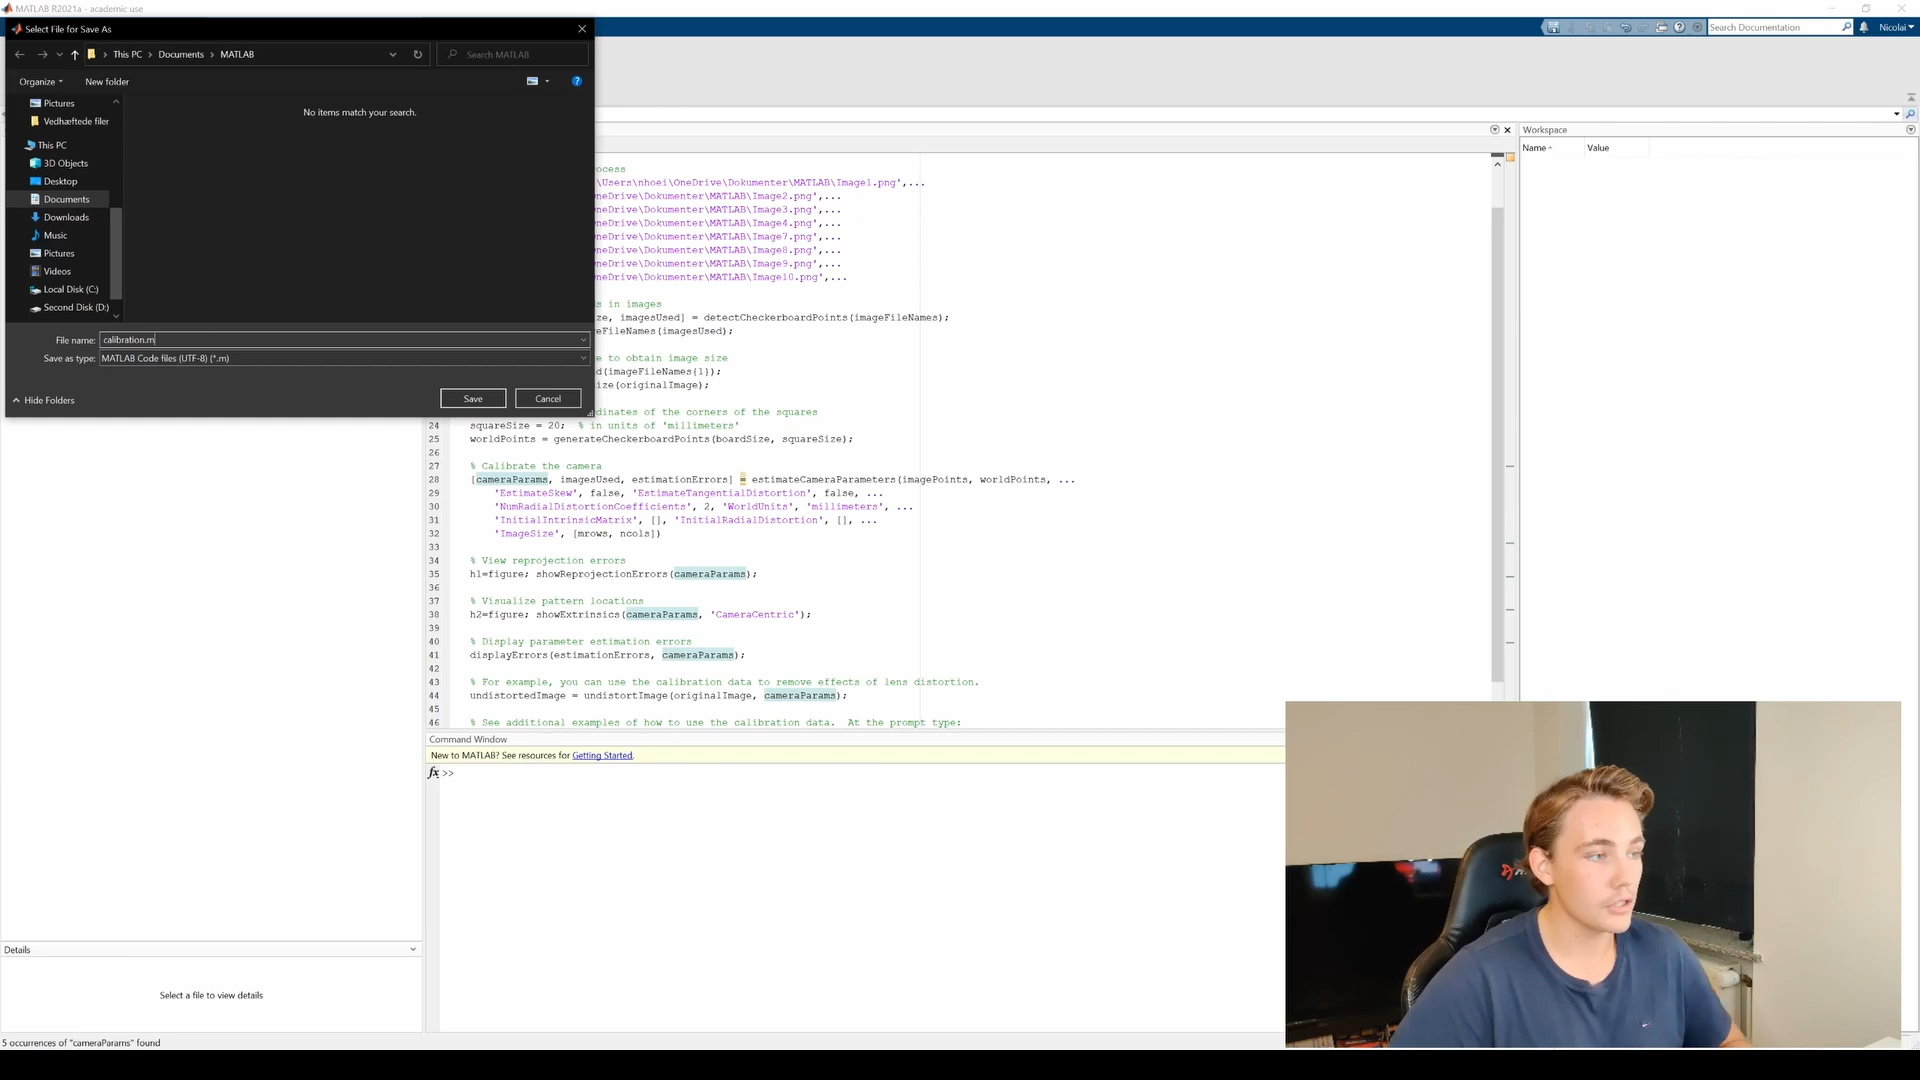 MATLAB R2021a - academic use
Select File for Save As
This PC > Documents > MATLAB
Search MATLAB
Search Documentation
Nicolai
Organize
New folder
Pictures
Vedhæftede filer
This PC
3D Objects
Desktop
Documents
Downloads
Music
Pictures
Videos
Local Disk (C:)
Second Disk (D:)
No items match your search.
File name: calibration.m
Save as type: MATLAB Code files (UTF-8) (*.m)
Hide Folders
Save
Cancel
Workspace
Name
Value
ocess
\Users\nhoei\OneDrive\Dokumenter\MATLAB\Image1.png',...
neDrive\Dokumenter\MATLAB\Image2.png',...
neDrive\Dokumenter\MATLAB\Image3.png',...
neDrive\Dokumenter\MATLAB\Image4.png',...
neDrive\Dokumenter\MATLAB\Image7.png',...
neDrive\Dokumenter\MATLAB\Image8.png',...
neDrive\Dokumenter\MATLAB\Image9.png',...
neDrive\Dokumenter\MATLAB\Image10.png',...
s in images
ze, imagesUsed] = detectCheckerboardPoints(imageFileNames);
eFileNames(imagesUsed);
e to obtain image size
d(imageFileNames{1});
ize(originalImage);
dinates of the corners of the squares
24 squareSize = 20;  % in units of 'millimeters'
25 worldPoints = generateCheckerboardPoints(boardSize, squareSize);
26
27 % Calibrate the camera
28 [cameraParams, imagesUsed, estimationErrors] = estimateCameraParameters(imagePoints, worldPoints, ...
29 'EstimateSkew', false, 'EstimateTangentialDistortion', false, ...
30 'NumRadialDistortionCoefficients', 2, 'WorldUnits', 'millimeters', ...
31 'InitialIntrinsicMatrix', [], 'InitialRadialDistortion', [], ...
32 'ImageSize', [mrows, ncols])
33
34 % View reprojection errors
35 h1=figure; showReprojectionErrors(cameraParams);
36
37 % Visualize pattern locations
38 h2=figure; showExtrinsics(cameraParams, 'CameraCentric');
39
40 % Display parameter estimation errors
41 displayErrors(estimationErrors, cameraParams);
42
43 % For example, you can use the calibration data to remove effects of lens distortion.
44 undistortedImage = undistortImage(originalImage, cameraParams);
45
46 % See additional examples of how to use the calibration data.  At the prompt type:
Command Window
New to MATLAB? See resources for Getting Started.
fx >>
Details
Select a file to view details
5 occurrences of "cameraParams" found